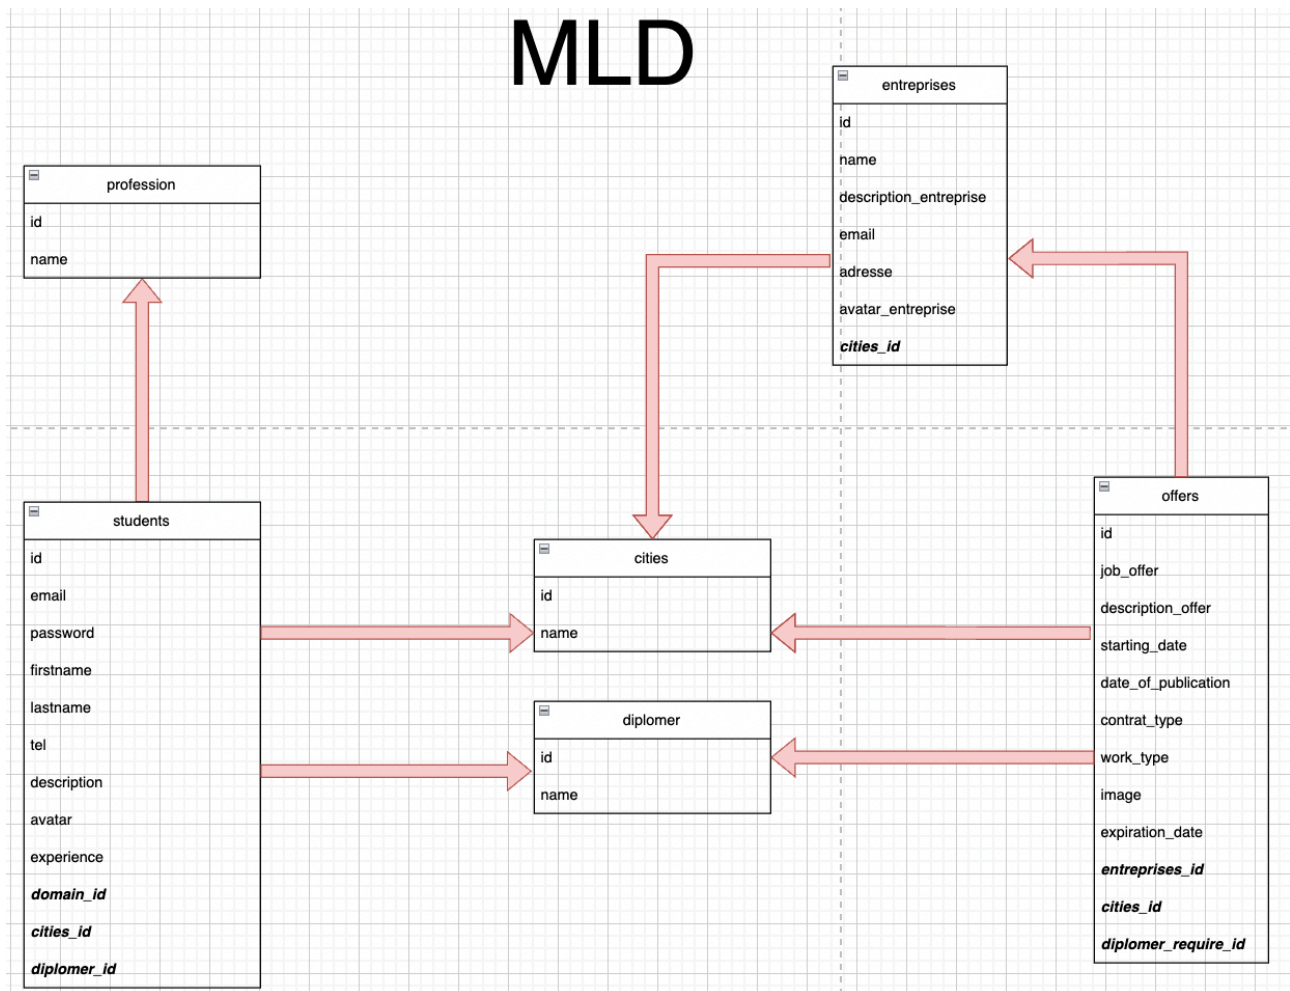 MLD
entreprises
id
name
description_entreprise
email
adresse
avatar_entreprise
cities_id
profession
id
name
students
id
email
password
firstname
lastname
tel
description
avatar
experience
domain_id
cities_id
diplomer_id
cities
id
name
diplomer
id
name
offers
id
job_offer
description_offer
starting_date
date_of_publication
contrat_type
work_type
image
expiration_date
entreprises_id
cities_id
diplomer_require_id